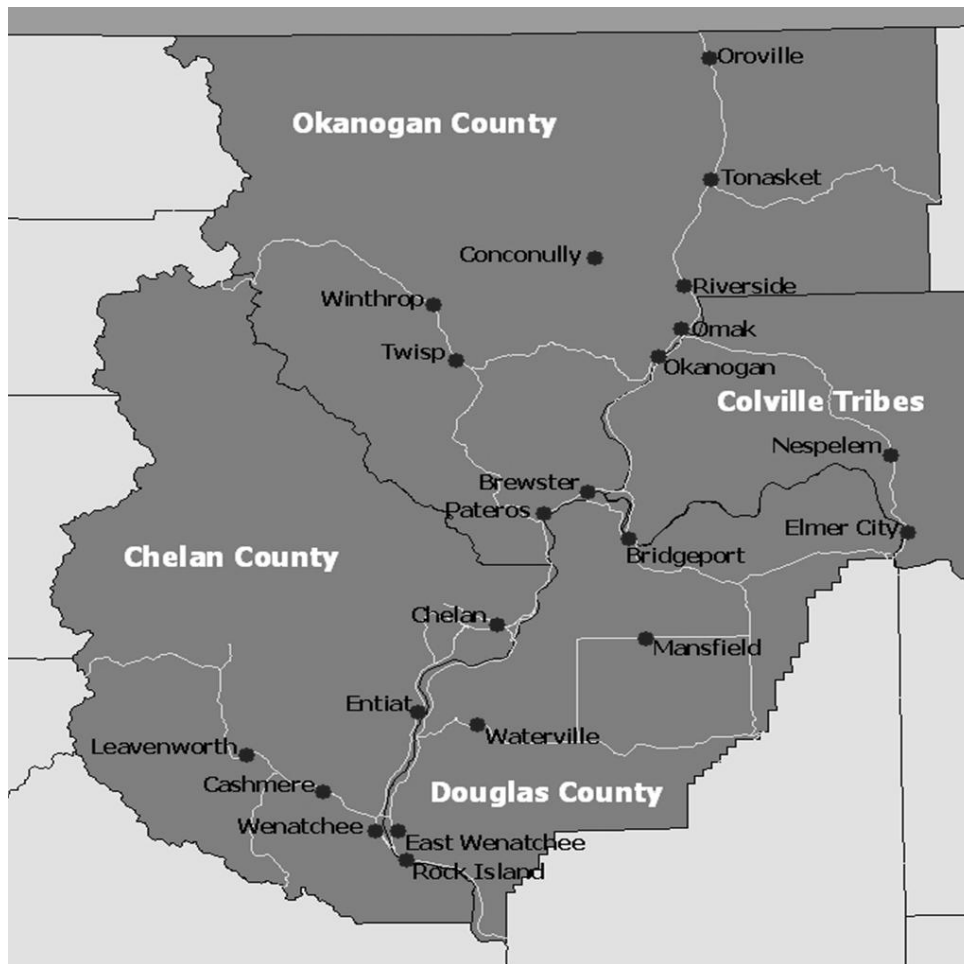 Oroville
Okanogan County
Tonasket
Conconully
Riverside
Winthrop
Omak
Twisp
Okanogan
Colville Tribes
Nespelem
Brewster
Pateros
Elmer City
Bridgeport
Chelan County
Chelan
Mansfield
Entiat
Waterville
Leavenworth
Cashmere
Douglas County
Wenatchee
East Wenatchee
Rock Island